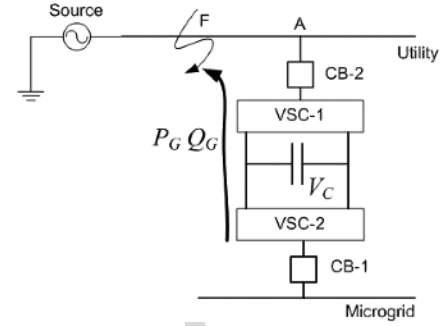 Source
F
A
Utility
CB-2
VSC-1
P_G Q_G
V_C
VSC-2
CB-1
Microgrid